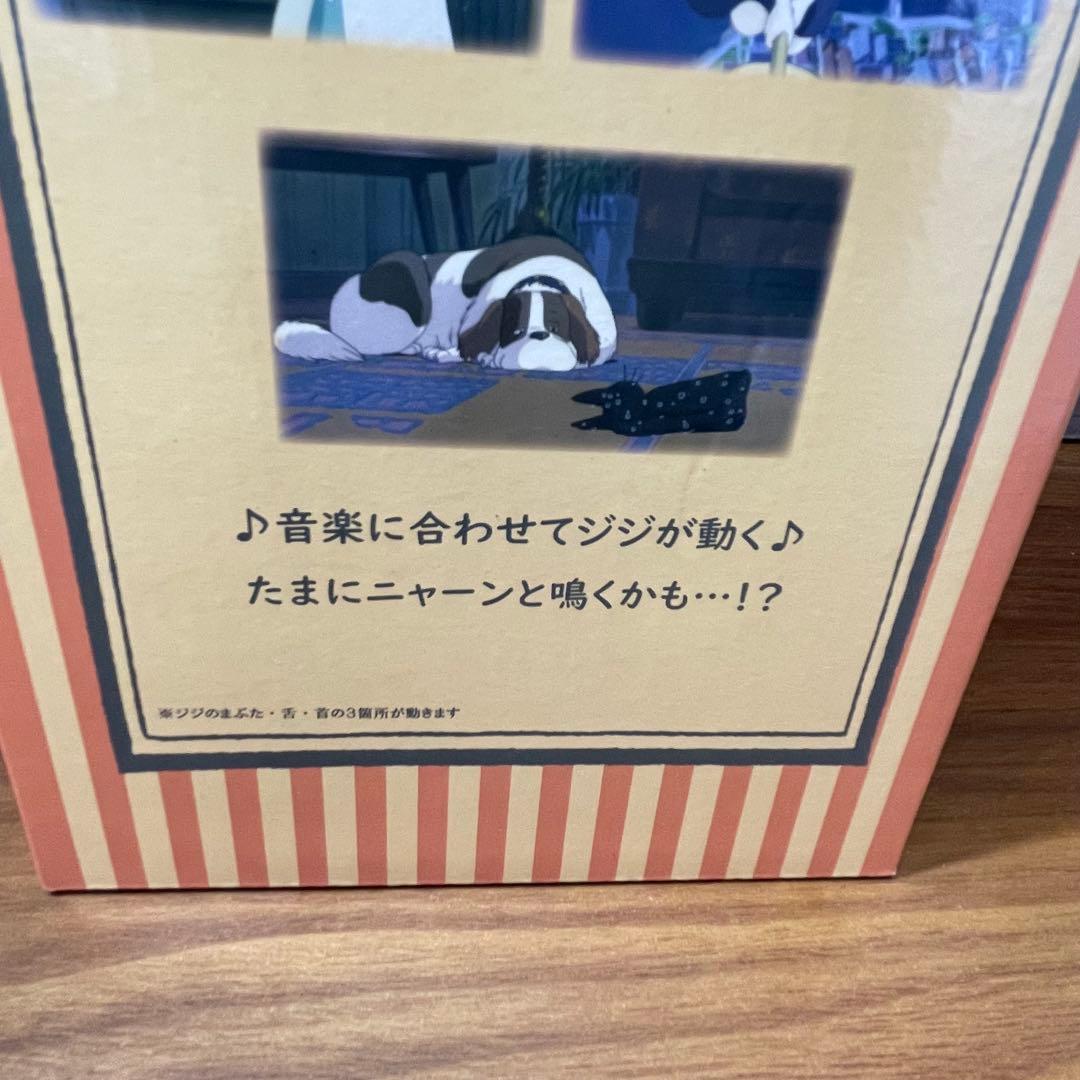 ♪音楽に合わせてジジが動く♪
たまにニャーンと鳴くかも…!?
※ジジのまぶた・舌・首の3箇所が動きます